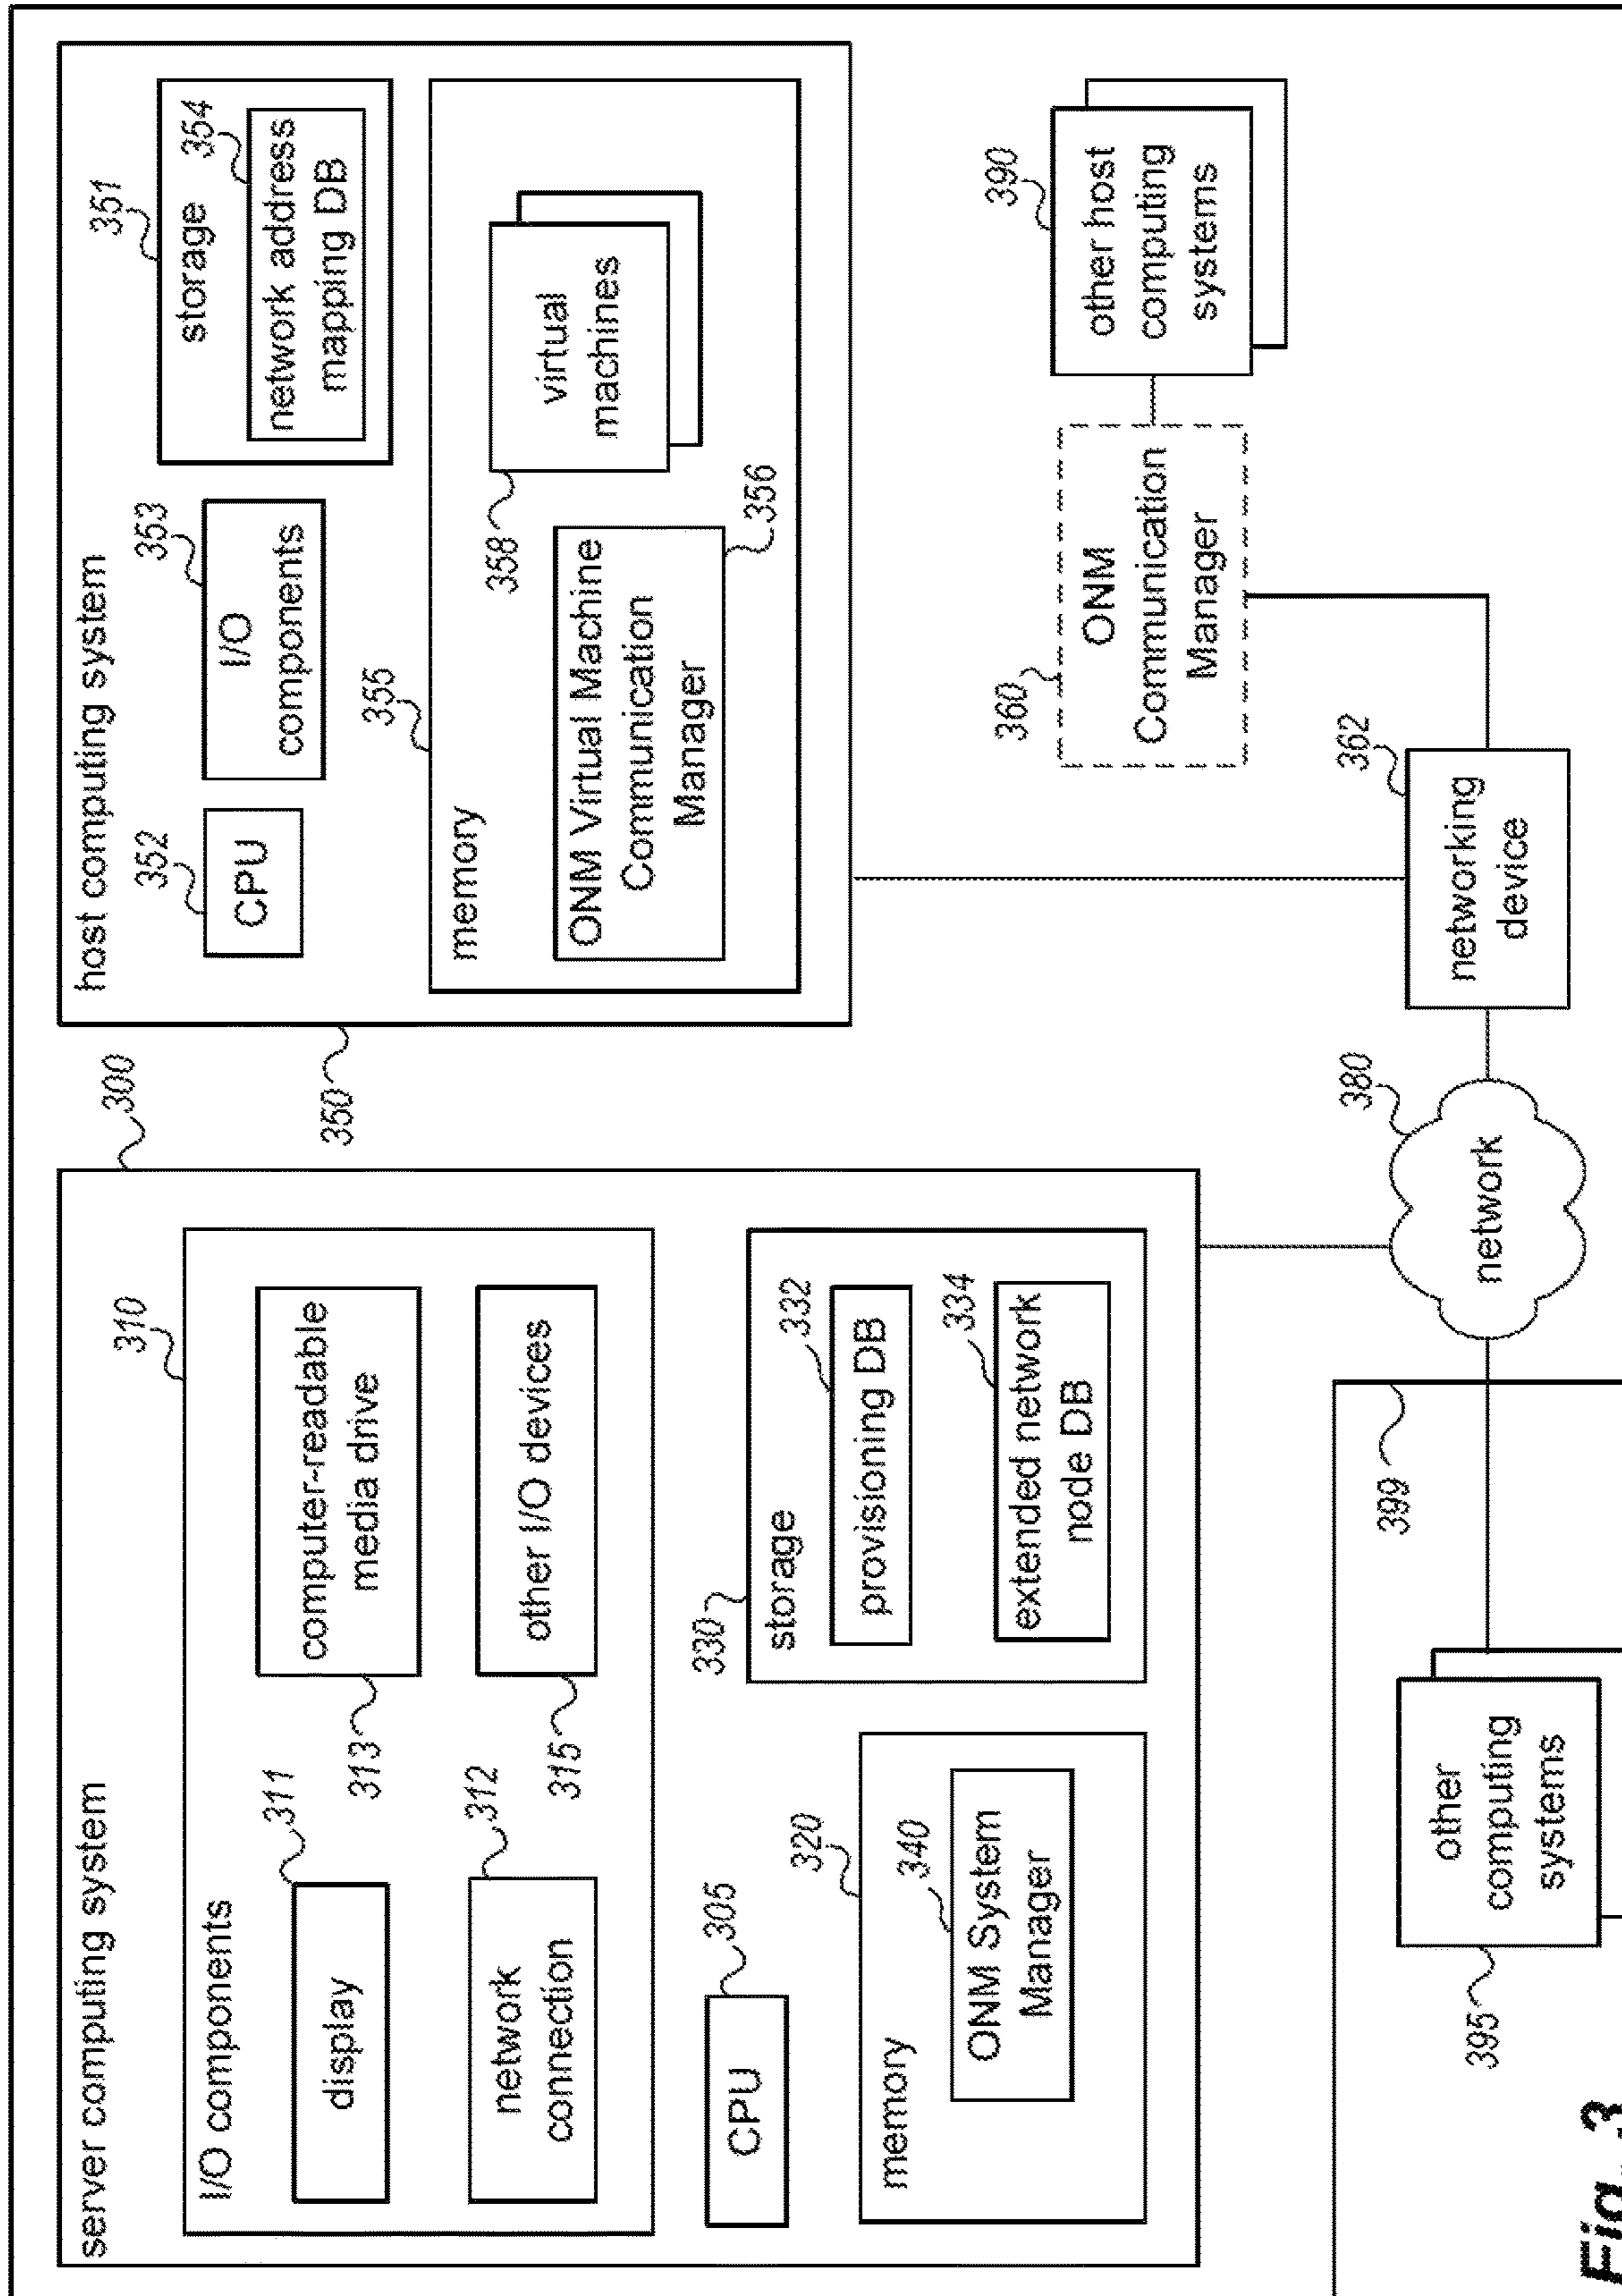 server computing system
300
I/O components
310
display
311
computer-readable
media drive
313
network
connection
312
other I/O devices
315
CPU
305
storage
330
provisioning DB
332
extended network
node DB
334
memory
320
ONM System
Manager
340
host computing system
350
CPU
352
I/O
components
353
storage
351
network address
mapping DB
354
memory
355
ONM Virtual Machine
Communication
Manager
356
virtual
machines
358
ONM
Communication
Manager
360
other host
computing
systems
390
networking
device
362
network
380
399
other
computing
systems
395
Fig. 3